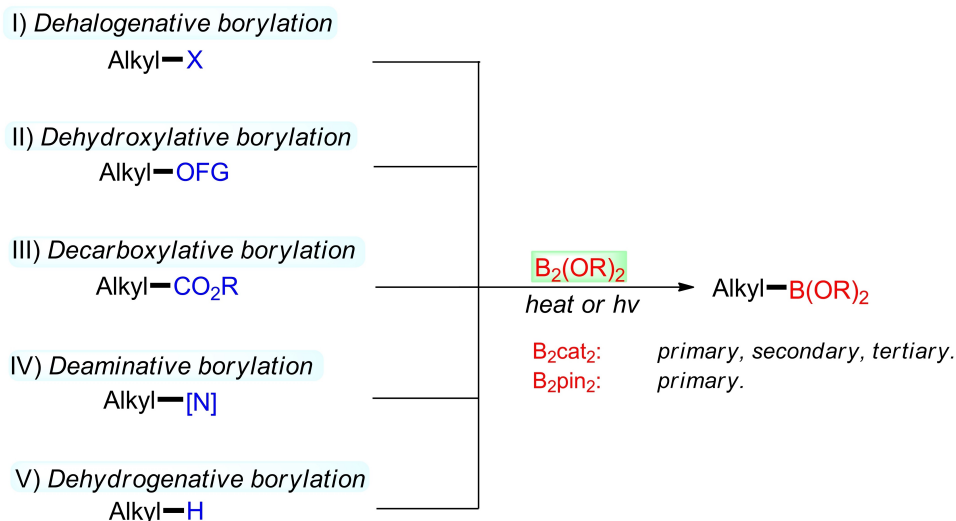 I) Dehalogenative borylation
Alkyl—X
II) Dehydroxylative borylation
Alkyl—OFG
III) Decarboxylative borylation
Alkyl—CO₂R
B₂(OR)₂
heat or hv
Alkyl—B(OR)₂
B₂cat₂: primary, secondary, tertiary.
B₂pin₂: primary.
IV) Deaminative borylation
Alkyl—[N]
V) Dehydrogenative borylation
Alkyl—H